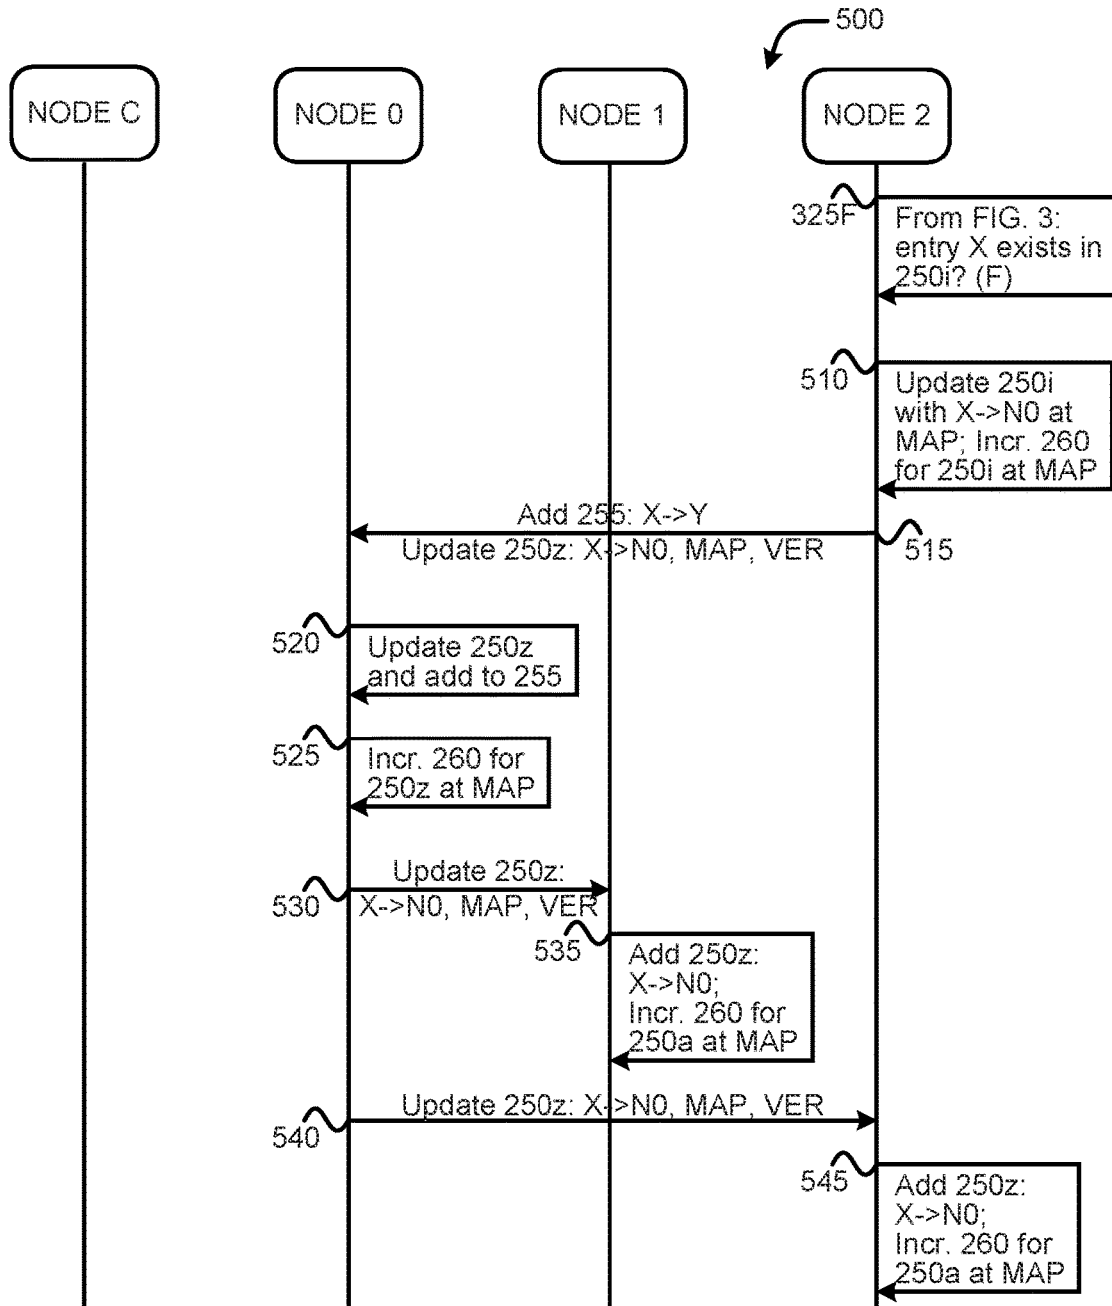 500
NODE C
NODE 0
NODE 1
NODE 2
325F
From FIG. 3:
entry X exists in
250i? (F)
510
Update 250i
with X->N0 at
MAP; Incr. 260
for 250i at MAP
Add 255: X->Y
Update 250z: X->N0, MAP, VER
515
520
Update 250z
and add to 255
525
Incr. 260 for
250z at MAP
Update 250z:
530
X->N0, MAP, VER
535
Add 250z:
X->N0;
Incr. 260 for
250a at MAP
Update 250z: X->N0, MAP, VER
540
545
Add 250z:
X->N0;
Incr. 260 for
250a at MAP